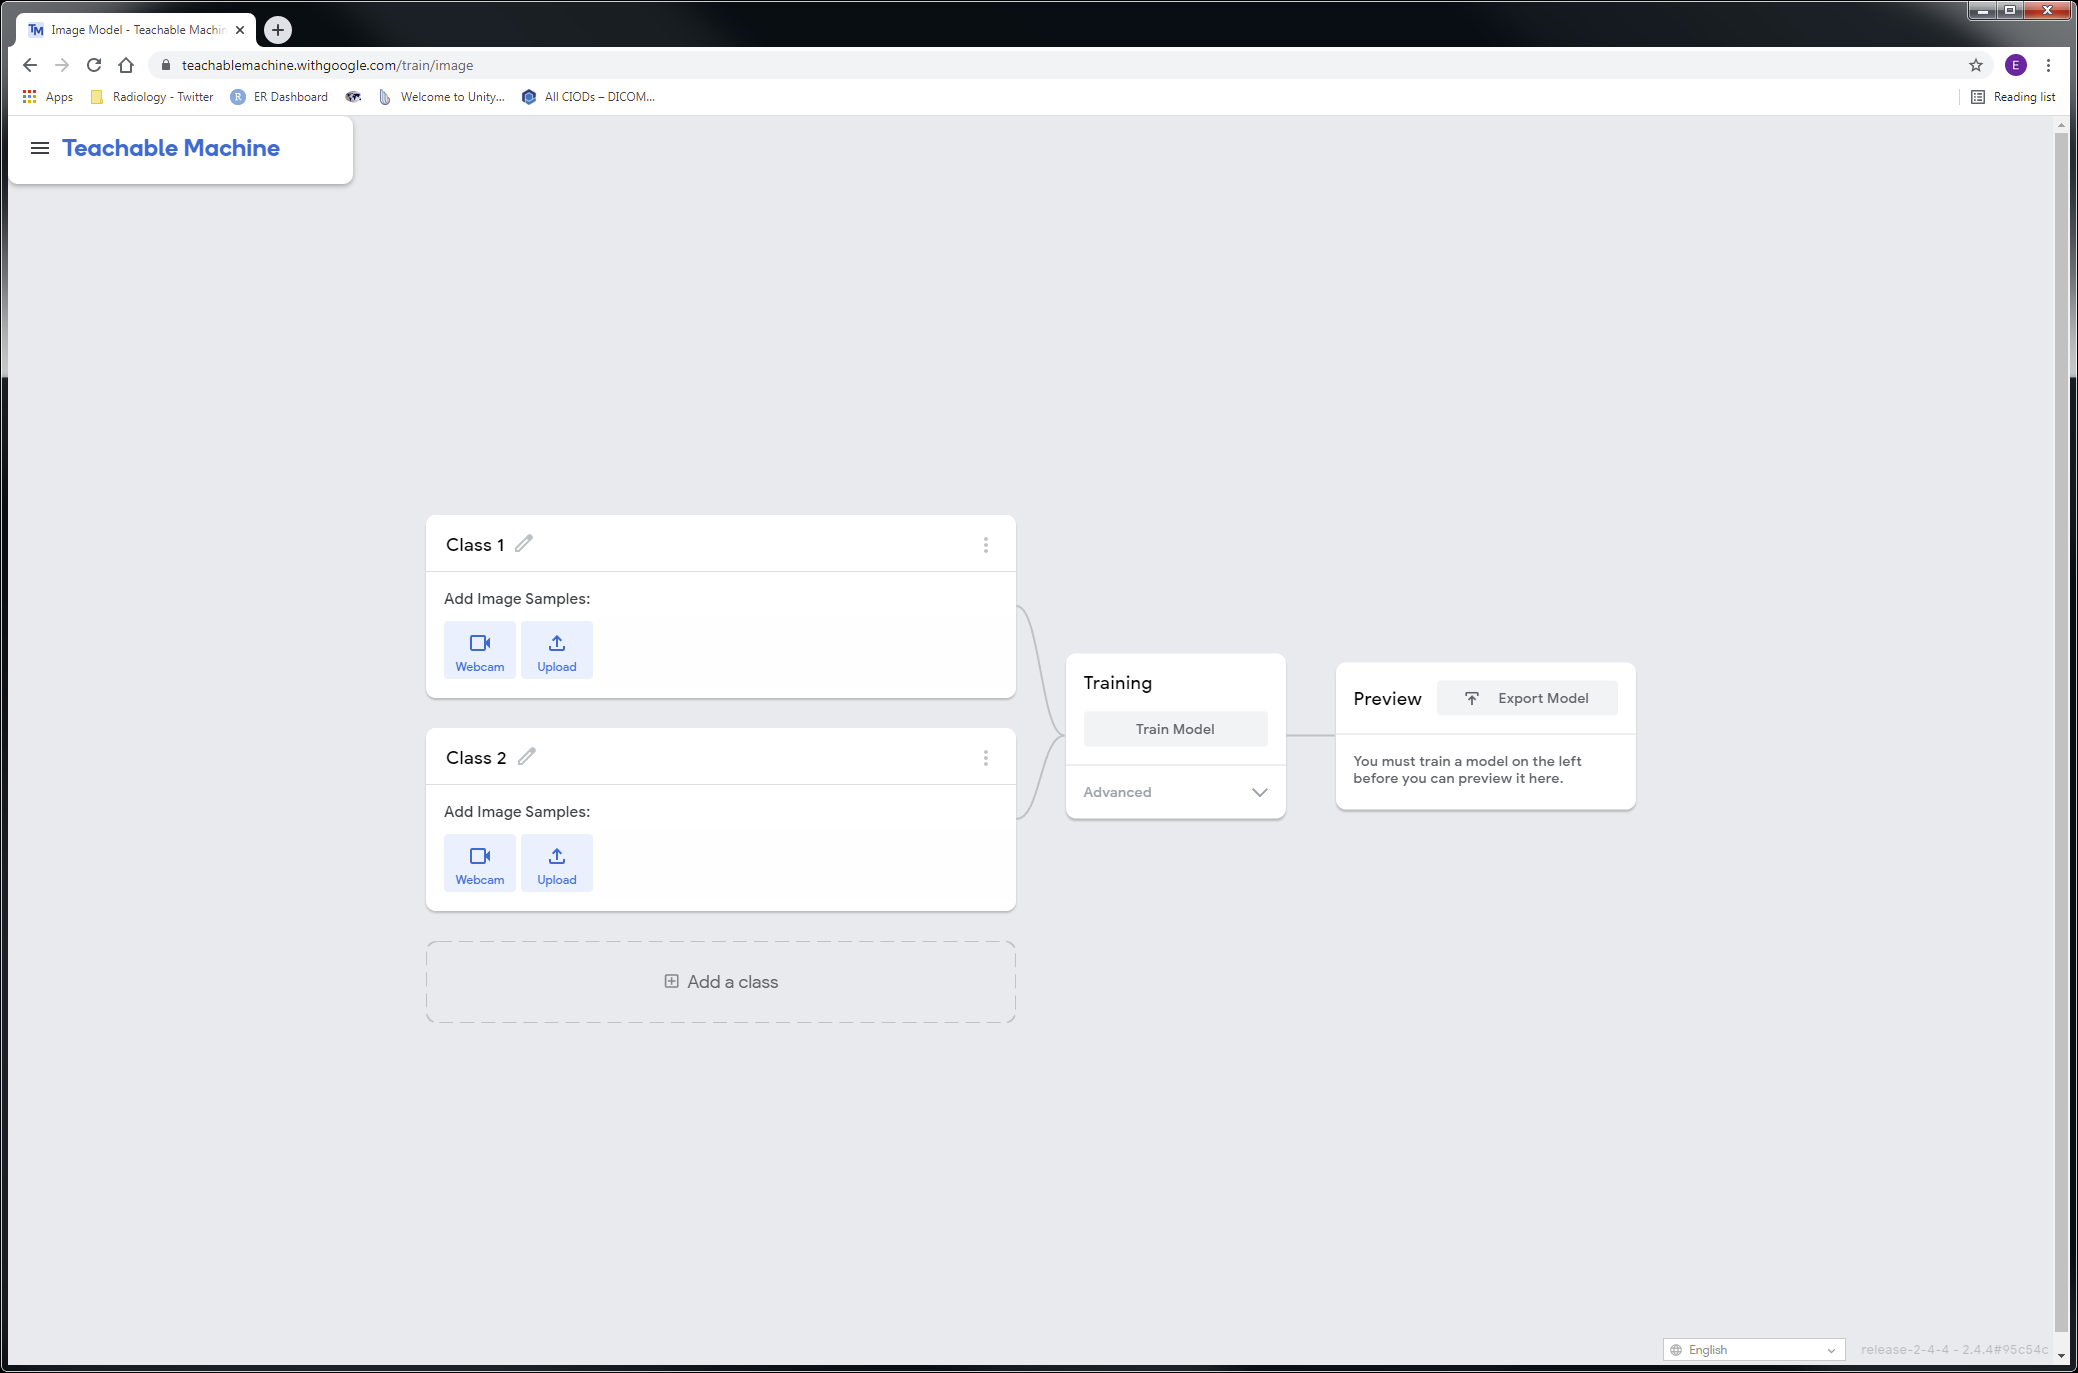 TM Image Model - Teachable Machin
teachablemachine.withgoogle.com/train/image
E
Apps Radiology - Twitter R ER Dashboard Welcome to Unity... All CIODs – DICOM... Reading list
Teachable Machine
Class 1
Add Image Samples:
Webcam Upload
Class 2
Add Image Samples:
Webcam Upload
Add a class
Training
Train Model
Advanced
Preview Export Model
You must train a model on the left
before you can preview it here.
English release-2-4-4 - 2.4.4#95c54c